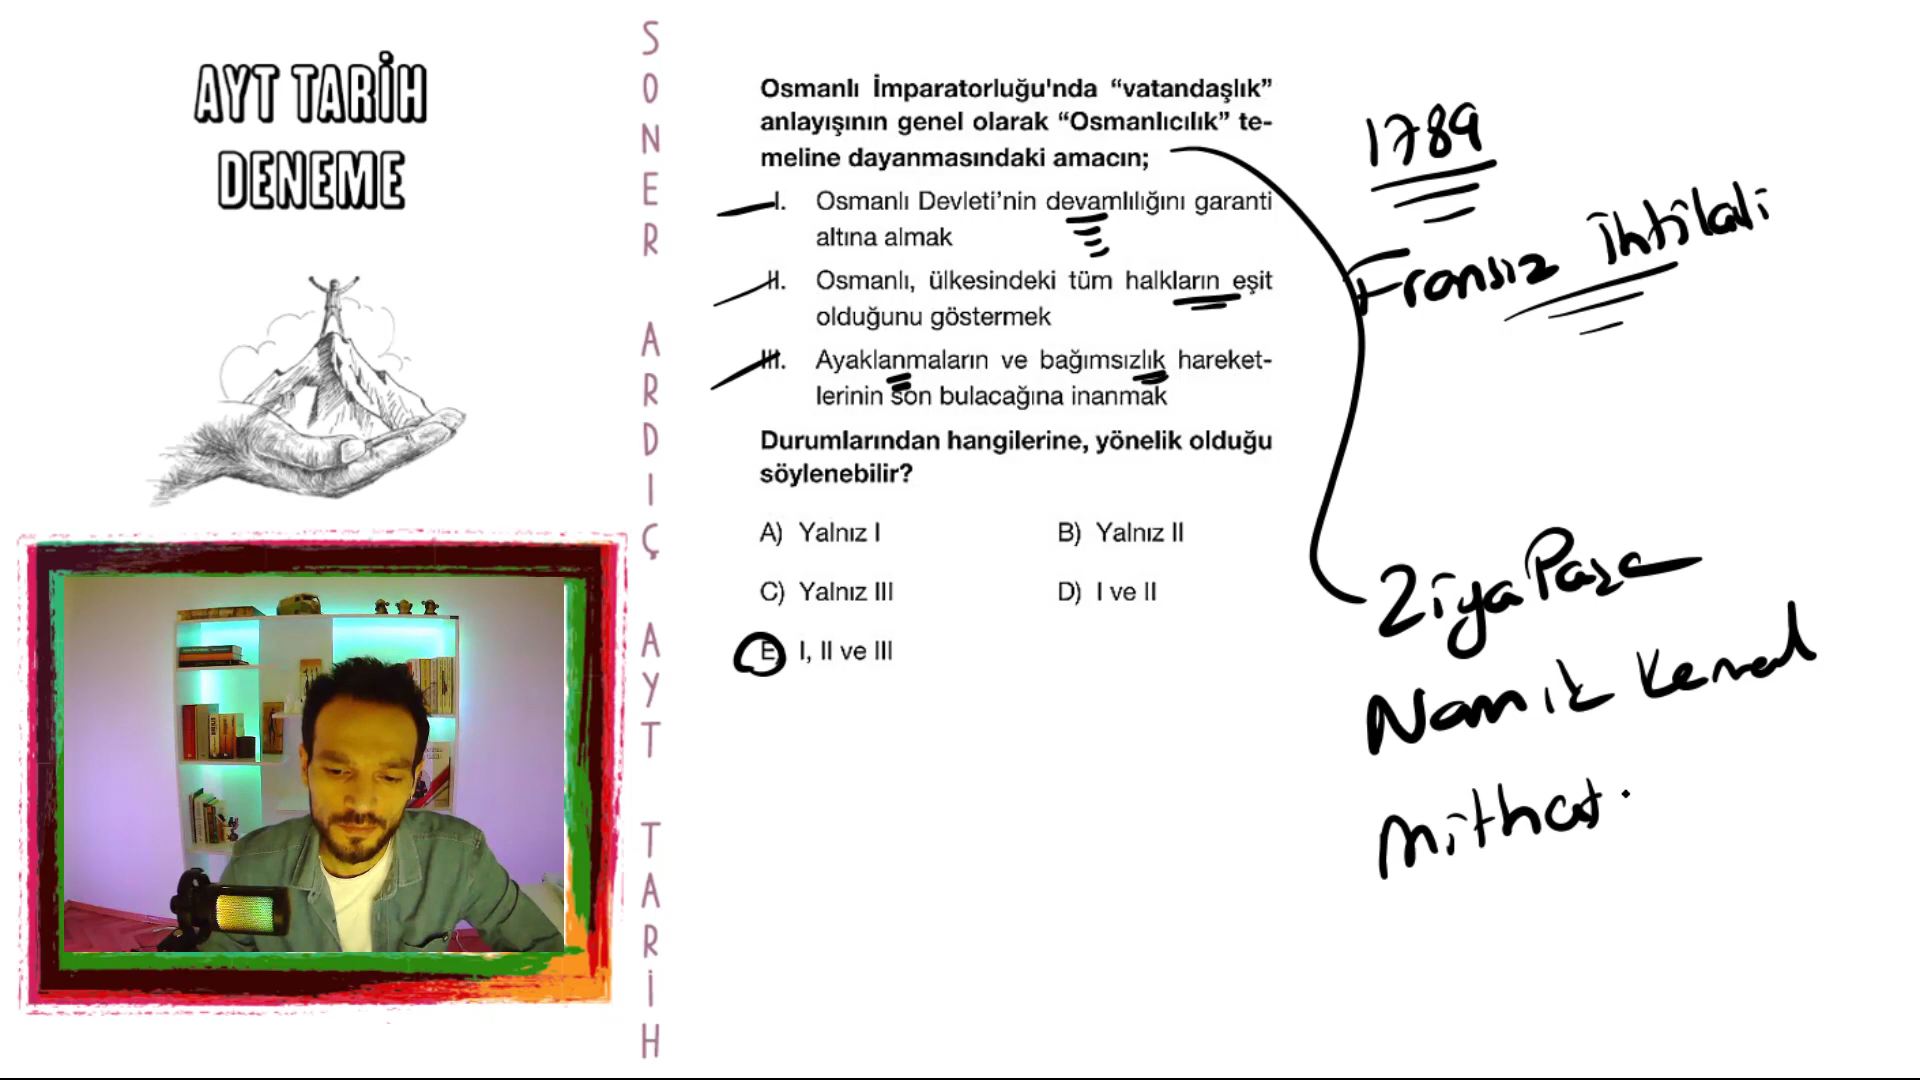 AYT TARİH
DENEME
SONER ARDIÇ AYT TARİH
Osmanlı İmparatorluğu'nda “vatandaşlık”
anlayışının genel olarak “Osmanlıcılık” te-
meline dayanmasındaki amacın;
I. Osmanlı Devleti’nin devamlılığını garanti
altına almak
II. Osmanlı, ülkesindeki tüm halkların eşit
olduğunu göstermek
III. Ayaklanmaların ve bağımsızlık hareket-
lerinin son bulacağına inanmak
Durumlarından hangilerine, yönelik olduğu
söylenebilir?
A) Yalnız I
B) Yalnız II
C) Yalnız III
D) I ve II
E) I, II ve III
1789
Fransız İhtilali
Ziya Paşa
Namık Kemal
Mithat